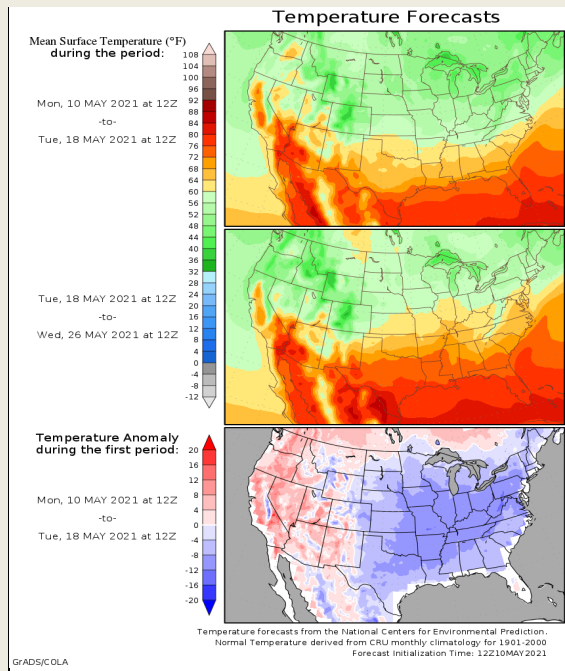 Temperature Forecasts
Mean Surface Temperature (°F)
during the period:
108
104
100
96
92
88
84
80
76
72
68
64
60
56
52
48
44
40
36
32
28
24
20
16
12
8
4
0
-4
-8
-12
Mon, 10 MAY 2021 at 12Z
-to-
Tue, 18 MAY 2021 at 12Z
Tue, 18 MAY 2021 at 12Z
-to-
Wed, 26 MAY 2021 at 12Z
Temperature Anomaly
during the first period:
20
16
12
8
4
0
-4
-8
-12
-16
-20
Mon, 10 MAY 2021 at 12Z
-to-
Tue, 18 MAY 2021 at 12Z
Temperature forecasts from the National Centers for Environmental Prediction.
Normal Temperature derived from CRU monthly climatology for 1901-2000
Forecast Initialization Time: 12Z10MAY2021
GrADS/COLA